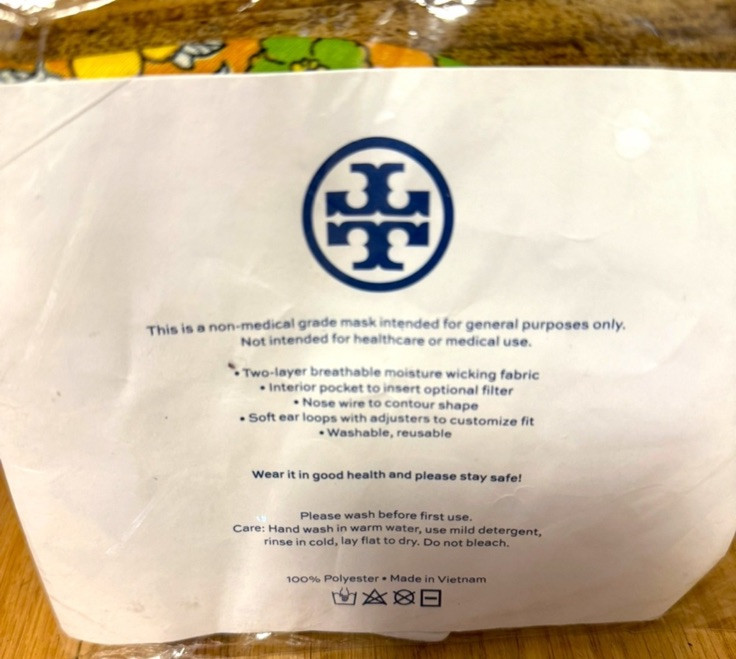 This is a non-medical grade mask intended for general purposes only.
Not intended for healthcare or medical use.
• Two-layer breathable moisture wicking fabric
• Interior pocket to insert optional filter
• Nose wire to contour shape
• Soft ear loops with adjusters to customize fit
• Washable, reusable
Wear it in good health and please stay safe!
Please wash before first use.
Care: Hand wash in warm water, use mild detergent,
rinse in cold, lay flat to dry. Do not bleach.
100% Polyester • Made in Vietnam